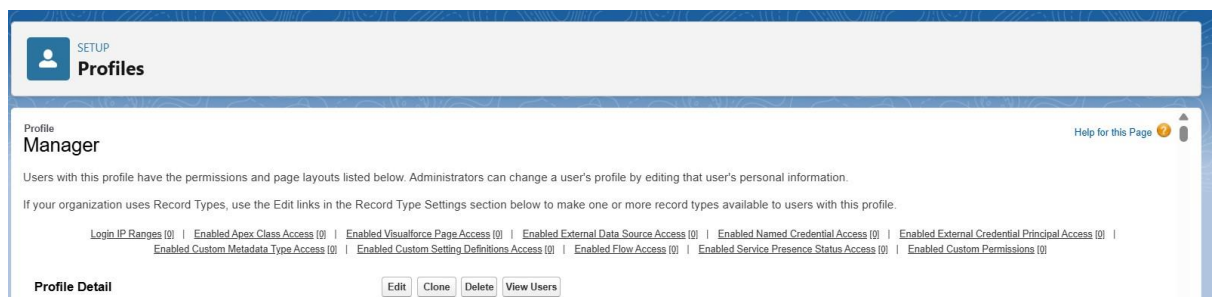 SETUP
Profiles
Profile
Manager
Help for this Page ?
Users with this profile have the permissions and page layouts listed below. Administrators can change a user's profile by editing that user's personal information.
If your organization uses Record Types, use the Edit links in the Record Type Settings section below to make one or more record types available to users with this profile.
Login IP Ranges [0] | Enabled Apex Class Access [0] | Enabled Visualforce Page Access [0] | Enabled External Data Source Access [0] | Enabled Named Credential Access [0] | Enabled External Credential Principal Access [0] |
Enabled Custom Metadata Type Access [0] | Enabled Custom Setting Definitions Access [0] | Enabled Flow Access [0] | Enabled Service Presence Status Access [0] | Enabled Custom Permissions [0]
Profile Detail Edit Clone Delete View Users